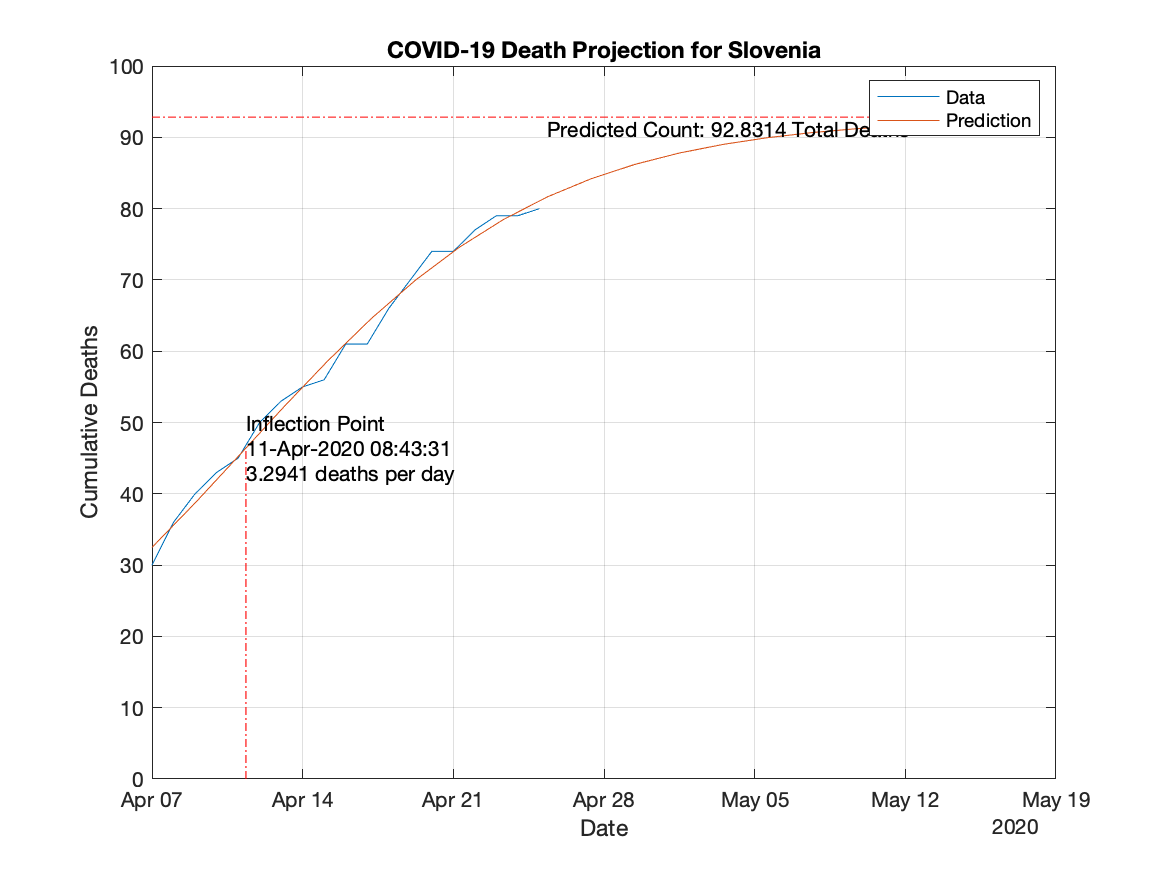 COVID-19 Death Projection for Slovenia
100
90
80
70
60
50
40
30
20
10
0
Cumulative Deaths
Data
Prediction
Predicted Count: 92.8314 Total Deaths
Inflection Point
11-Apr-2020 08:43:31
3.2941 deaths per day
Apr 07
Apr 14
Apr 21
Apr 28
May 05
May 12
May 19
Date
2020